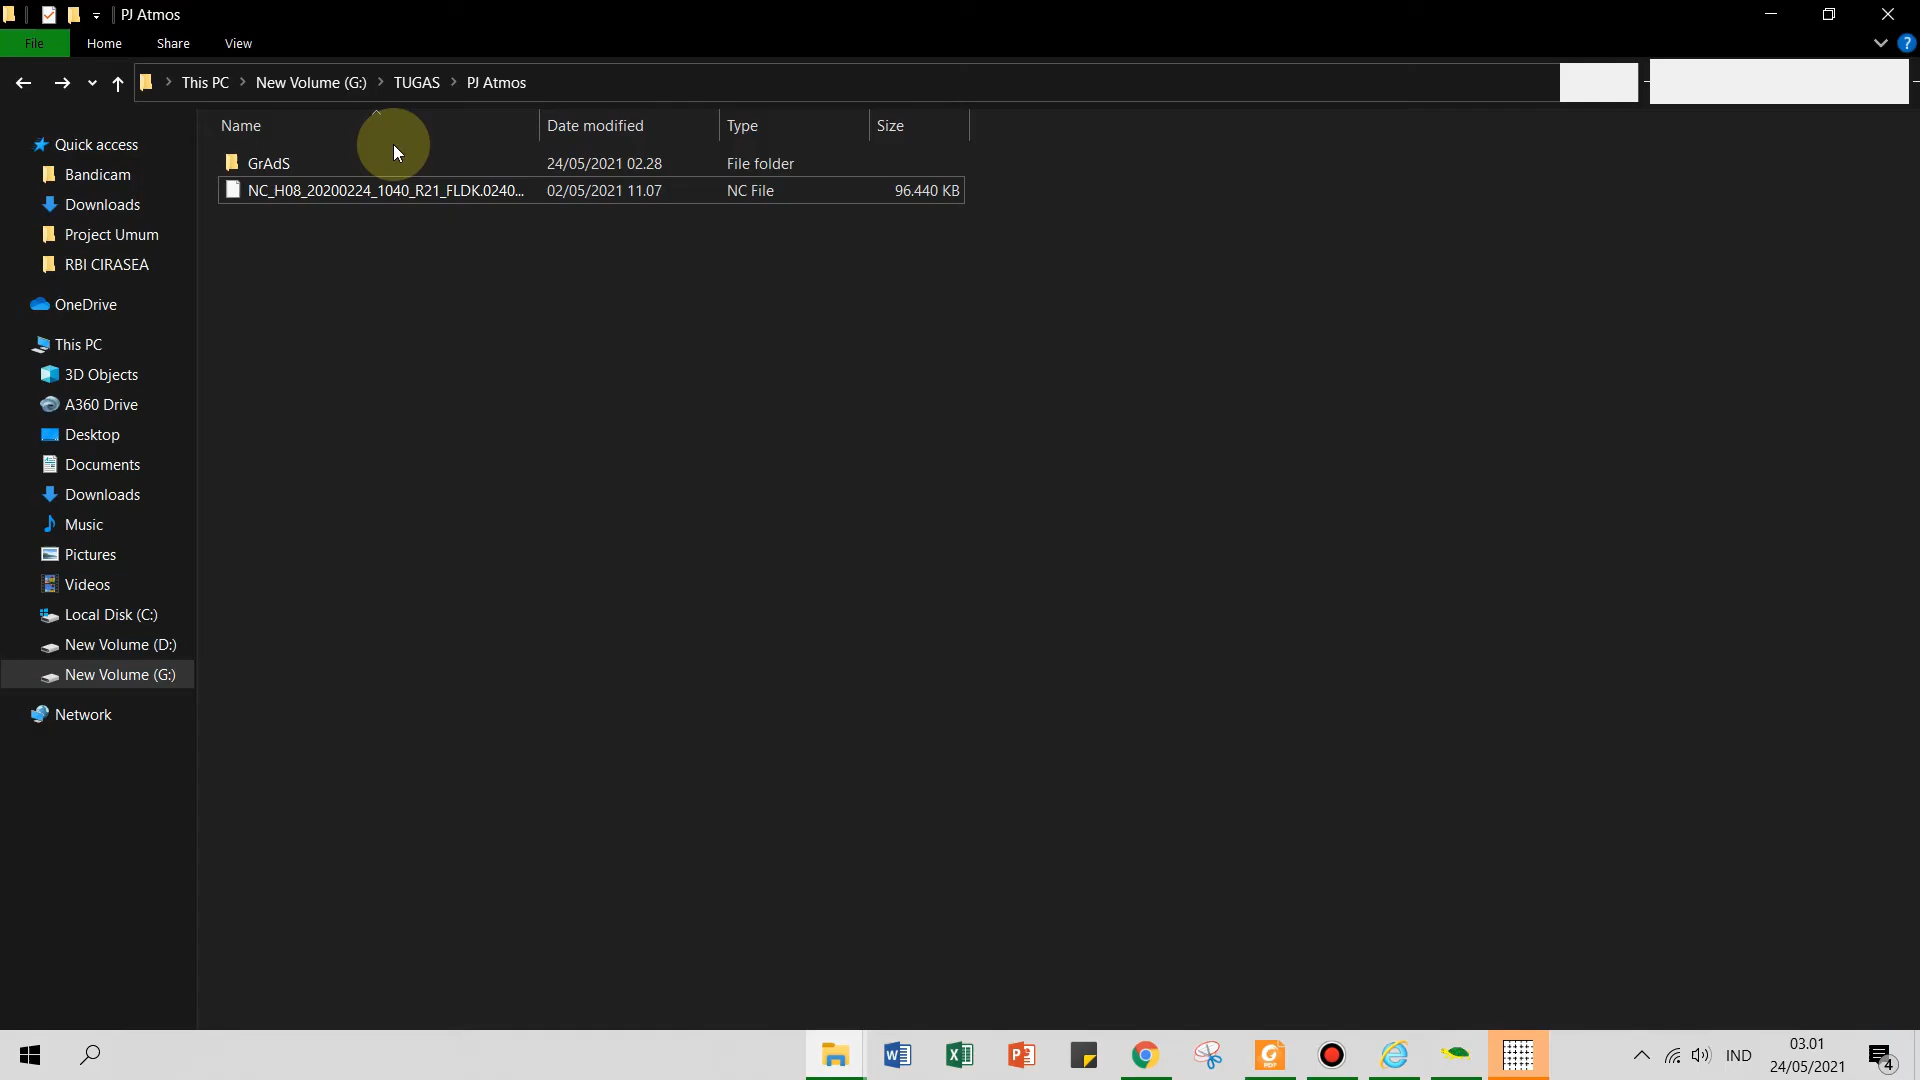 PJ Atmos
File Home Share View
This PC New Volume (G:) TUGAS PJ Atmos
Name Date modified Type Size
GrAdS 24/05/2021 02.28 File folder
NC_H08_20200224_1040_R21_FLDK.0240... 02/05/2021 11.07 NC File 96.440 KB
Quick access
Bandicam
Downloads
Project Umum
RBI CIRASEA
OneDrive
This PC
3D Objects
A360 Drive
Desktop
Documents
Downloads
Music
Pictures
Videos
Local Disk (C:)
New Volume (D:)
New Volume (G:)
Network
IND
03.01
24/05/2021
4